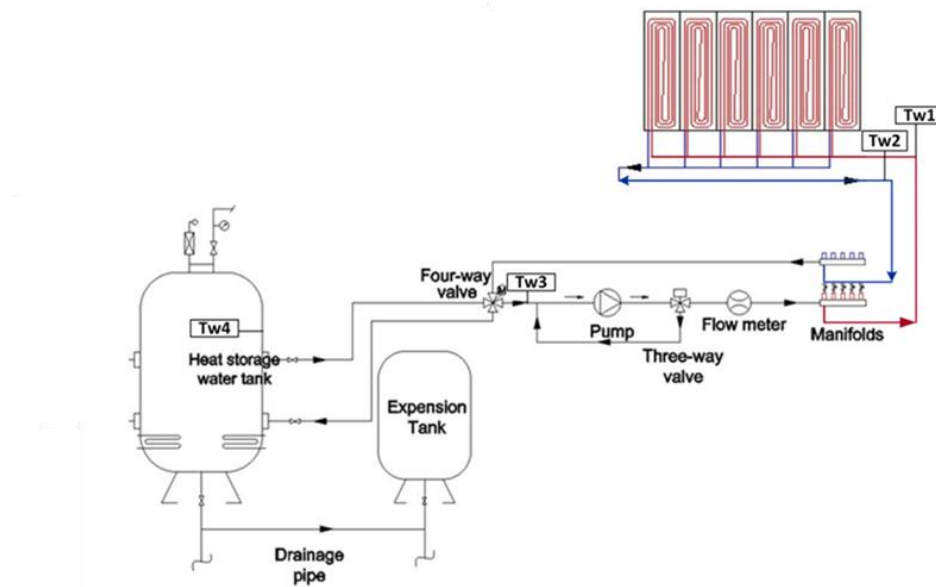 Tw1
Tw2
Four-way
valve
Tw3
Tw4
Pump
Flow meter
Manifolds
Heat storage
water tank
Three-way
valve
Expension
Tank
Drainage
pipe